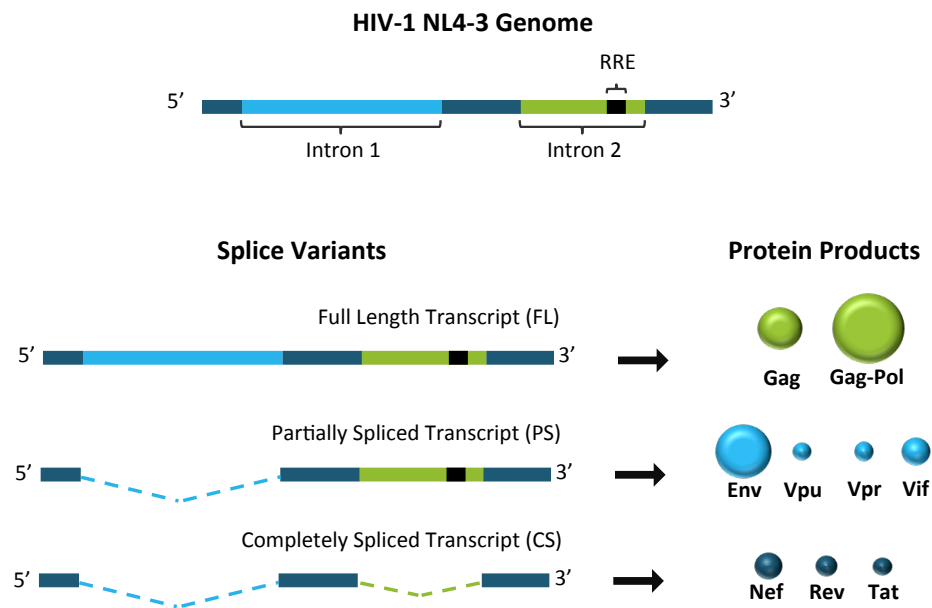 HIV-1 NL4-3 Genome
RRE
5’ 3’
Intron 1 Intron 2
Splice Variants Protein Products
Full Length Transcript (FL)
5’ 3’
Gag Gag-Pol
Partially Spliced Transcript (PS)
5’ 3’
Env Vpu Vpr Vif
Completely Spliced Transcript (CS)
5’ 3’
Nef Rev Tat